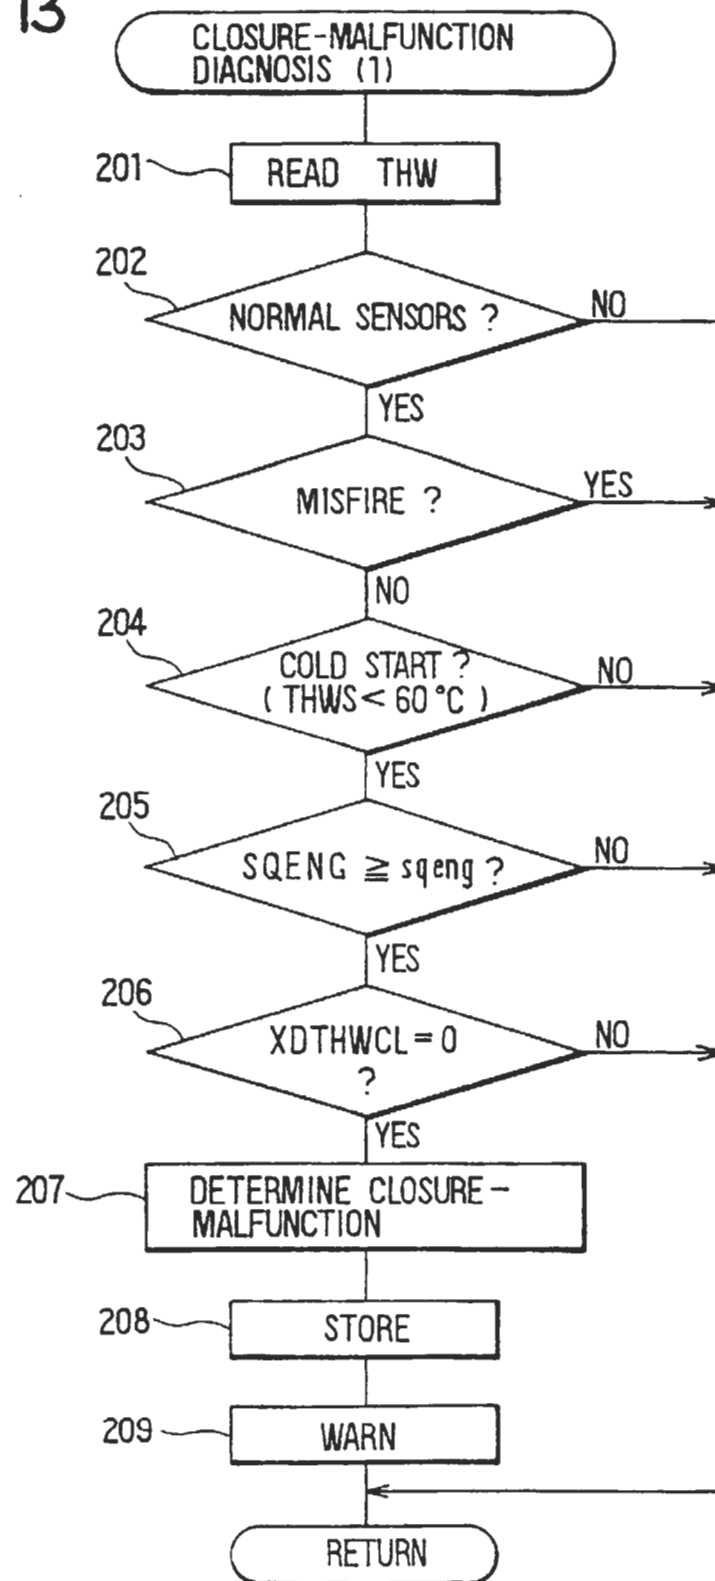 13
CLOSURE-MALFUNCTION
DIAGNOSIS (1)
201
READ THW
202
NORMAL SENSORS ?
NO
YES
203
MISFIRE ?
YES
NO
204
COLD START ?
( THWS < 60 °C )
NO
YES
205
SQENG ≧ sqeng ?
NO
YES
206
XDTHWCL = 0
?
NO
YES
207
DETERMINE CLOSURE-
MALFUNCTION
208
STORE
209
WARN
RETURN